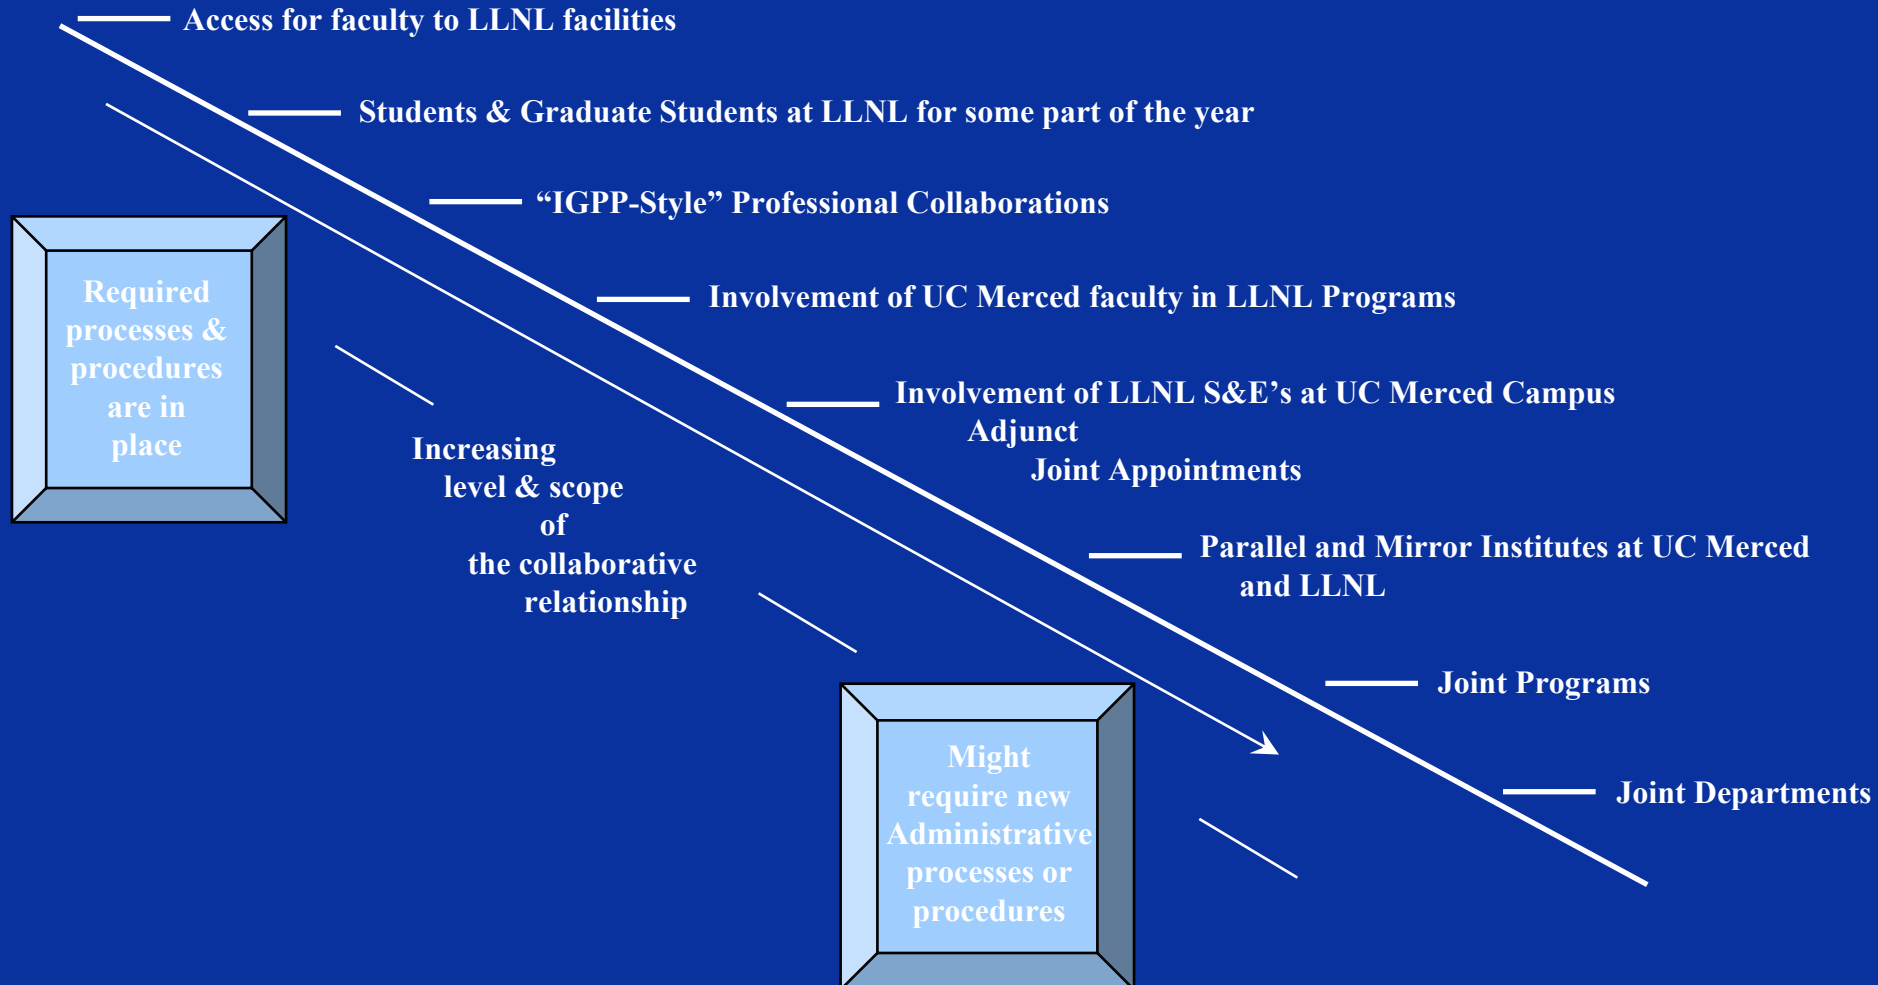 Access for faculty to LLNL facilities
Students & Graduate Students at LLNL for some part of the year
“IGPP-Style” Professional Collaborations
Involvement of UC Merced faculty in LLNL Programs
Involvement of LLNL S&E’s at UC Merced Campus
Adjunct
Joint Appointments
Parallel and Mirror Institutes at UC Merced
and LLNL
Joint Programs
Joint Departments
Required
processes &
procedures
are in
place
Increasing
level & scope
of
the collaborative
relationship
Might
require new
Administrative
processes or
procedures